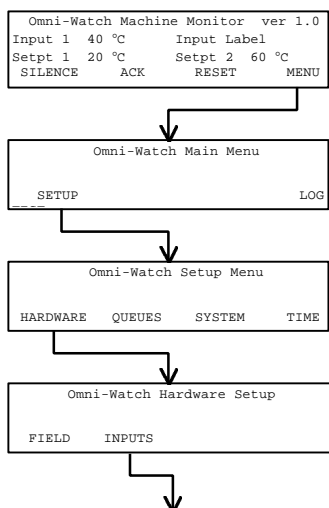 Omni-Watch Machine Monitor ver 1.0
Input 1 40 °C Input Label
Setpt 1 20 °C Setpt 2 60 °C
SILENCE ACK RESET MENU
Omni-Watch Main Menu
SETUP LOG
Omni-Watch Setup Menu
HARDWARE QUEUES SYSTEM TIME
Omni-Watch Hardware Setup
FIELD INPUTS